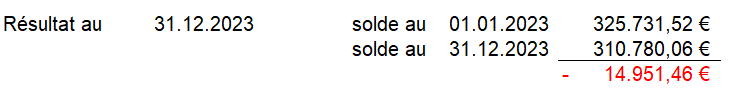 Résultat au 31.12.2023 solde au 01.01.2023 325.731,52 €
solde au 31.12.2023 310.780,06 €
- 14.951,46 €